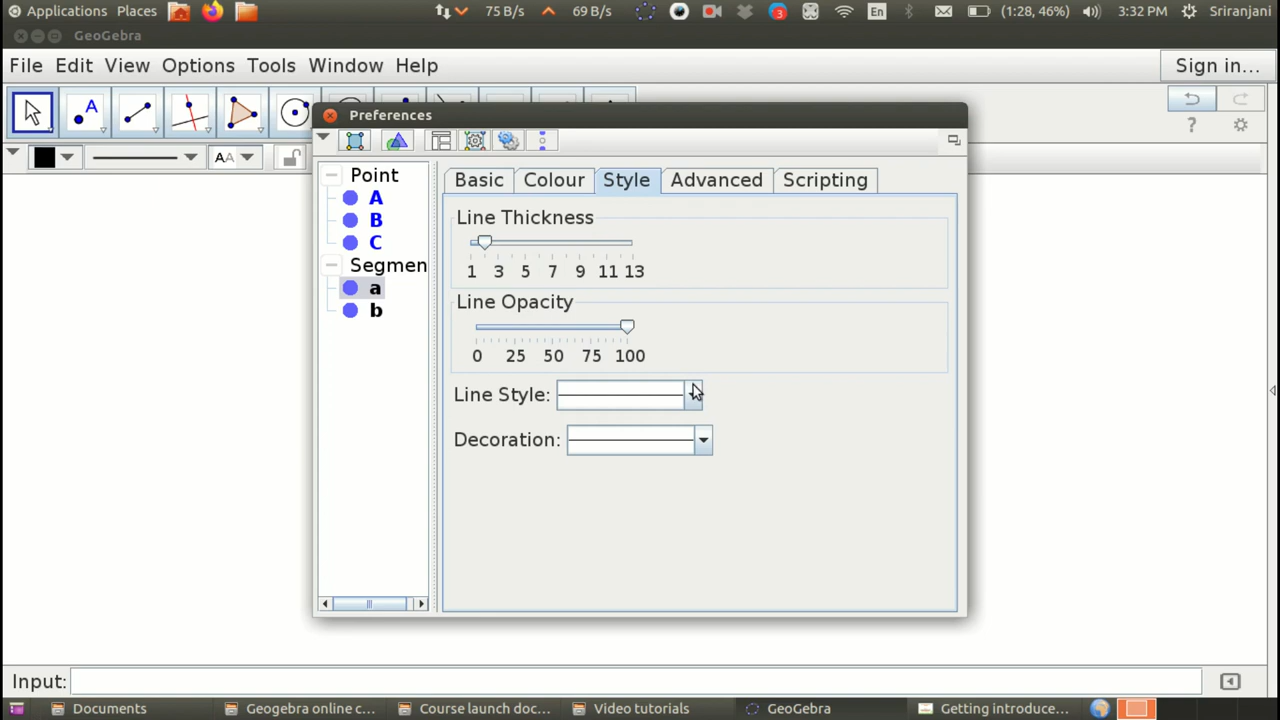 Applications Places 75 B/s 69 B/s 3 En (1:28, 46%) 3:32 PM Sriranjani
GeoGebra
File Edit View Options Tools Window Help Sign in...
A
Preferences
?
AA
Point
A
B
C
Segmen
a
b
Basic Colour Style Advanced Scripting
Line Thickness
1 3 5 7 9 11 13
Line Opacity
0 25 50 75 100
Line Style:
Decoration:
Input:
Documents Geogebra online c... Course launch doc... Video tutorials GeoGebra Getting introduce...